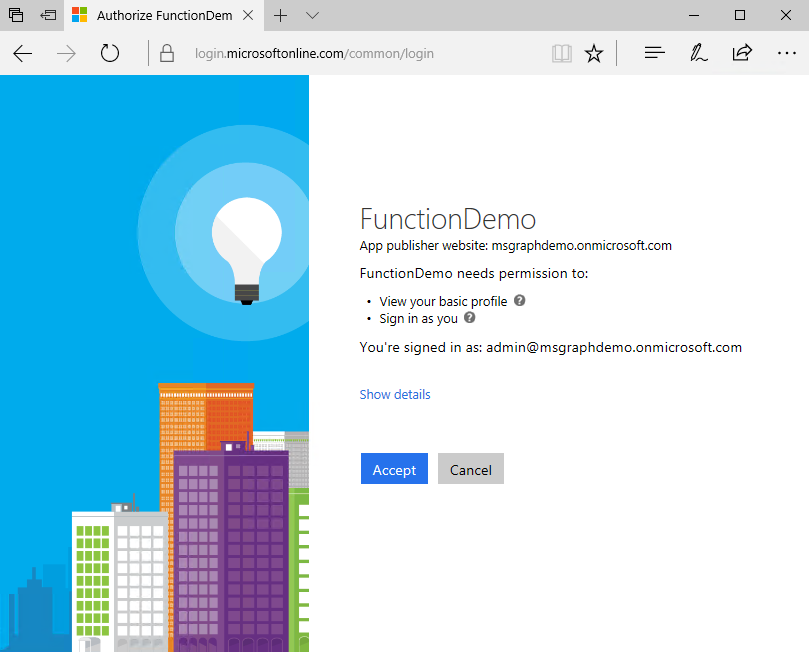 Authorize FunctionDem
login.microsoftonline.com/common/login
FunctionDemo
App publisher website: msgraphdemo.onmicrosoft.com
FunctionDemo needs permission to:
• View your basic profile ?
• Sign in as you ?
You're signed in as: admin@msgraphdemo.onmicrosoft.com
Show details
Accept Cancel